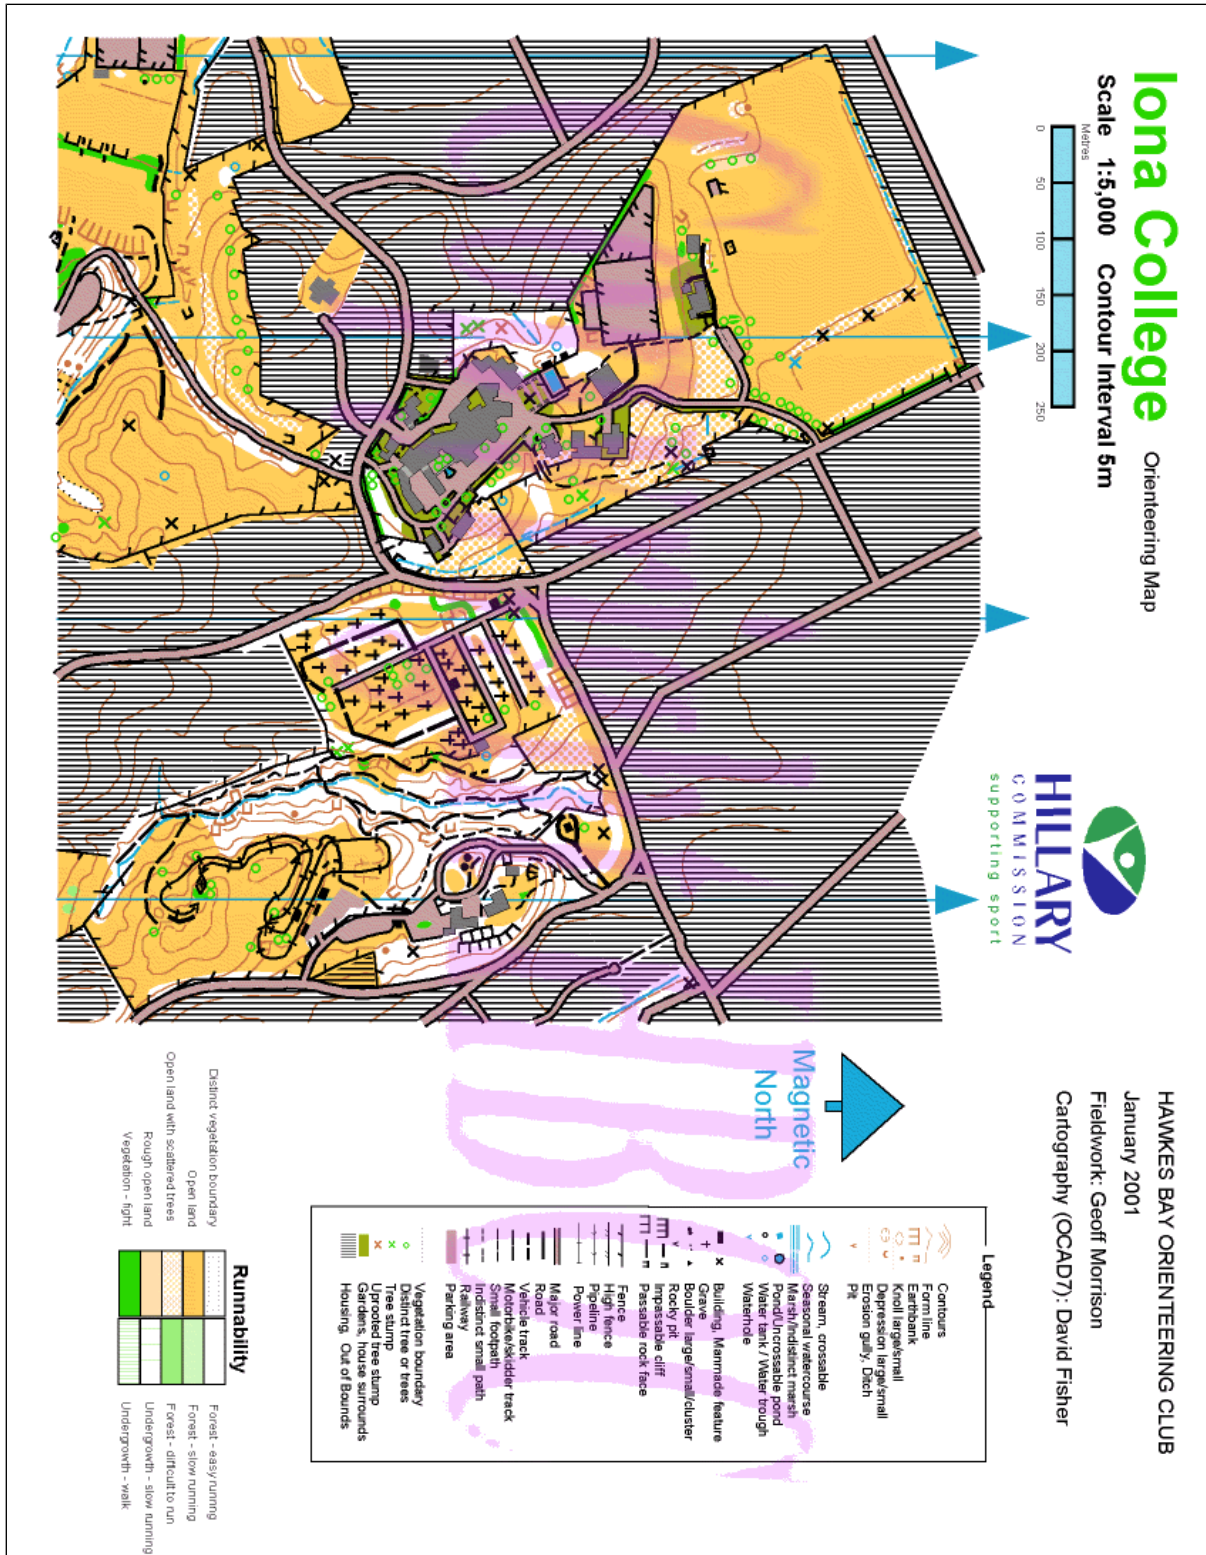 Iona College Orienteering Map
Scale 1:5,000 Contour Interval 5m
Metres
0 50 100 150 200 250
HILLARY
COMMISSION
supporting sport
HAWKES BAY ORIENTEERING CLUB
January 2001
Fieldwork: Geoff Morrison
Cartography (OCAD7): David Fisher
Magnetic
North
Legend
Contours
Form line
Earthbank
Knoll large/small
Depression large/small
Erosion gully, Ditch
Pit
Stream, crossable
Seasonal watercourse
Marsh/Indistinct marsh
Pond/Uncrossable pond
Water tank / Water trough
Waterhole
Building, Manmade feature
Grave
Boulder large/small/cluster
Rocky pit
Impassable cliff
Passable rock face
Power line
Pipeline
High fence
Fence
Major road
Road
Vehicle track
Motorbike/skidder track
Small footpath
Indistinct small path
Railway
Parking area
Vegetation boundary
Distinct tree or trees
Tree stump
Uprooted tree stump
Gardens, house surrounds
Housing, Out of Bounds
Runnability
Distinct vegetation boundary
Open land
Open land with scattered trees
Rough open land
Vegetation - fight
Forest - easy running
Forest - slow running
Forest - difficult to run
Undergrowth - slow running
Undergrowth - walk